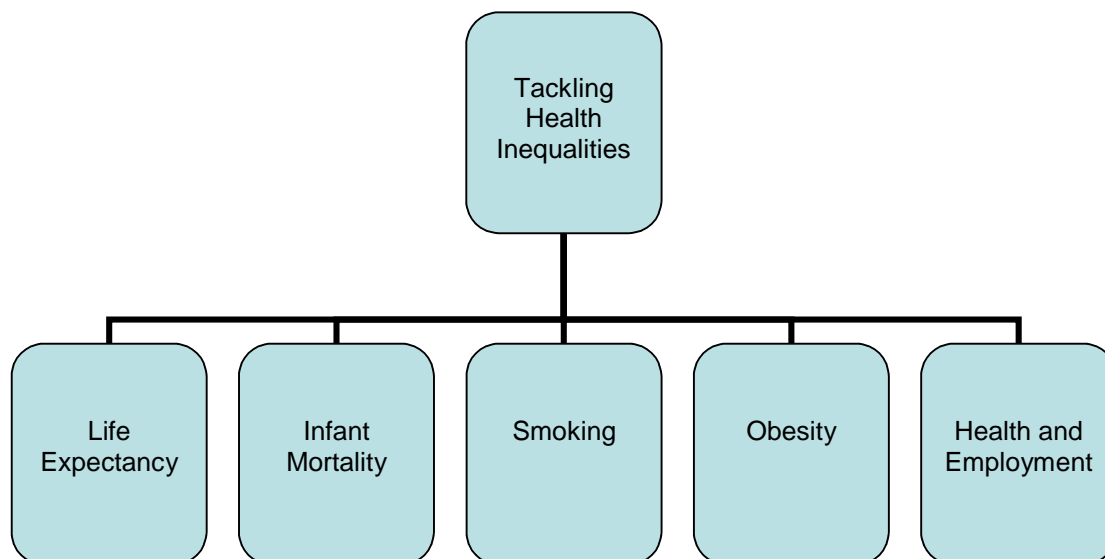 Tackling
Health
Inequalities
Life
Expectancy
Infant
Mortality
Smoking
Obesity
Health and
Employment